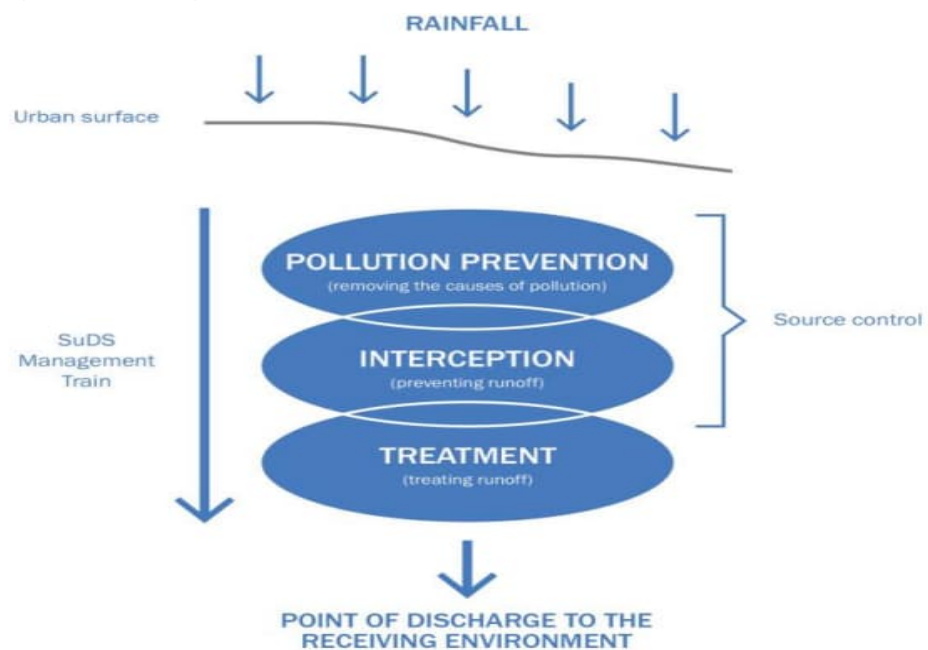 RAINFALL
Urban surface
POLLUTION PREVENTION
(removing the causes of pollution)
Source control
SuDS
Management
Train
INTERCEPTION
(preventing runoff)
TREATMENT
(treating runoff)
POINT OF DISCHARGE TO THE
RECEIVING ENVIRONMENT